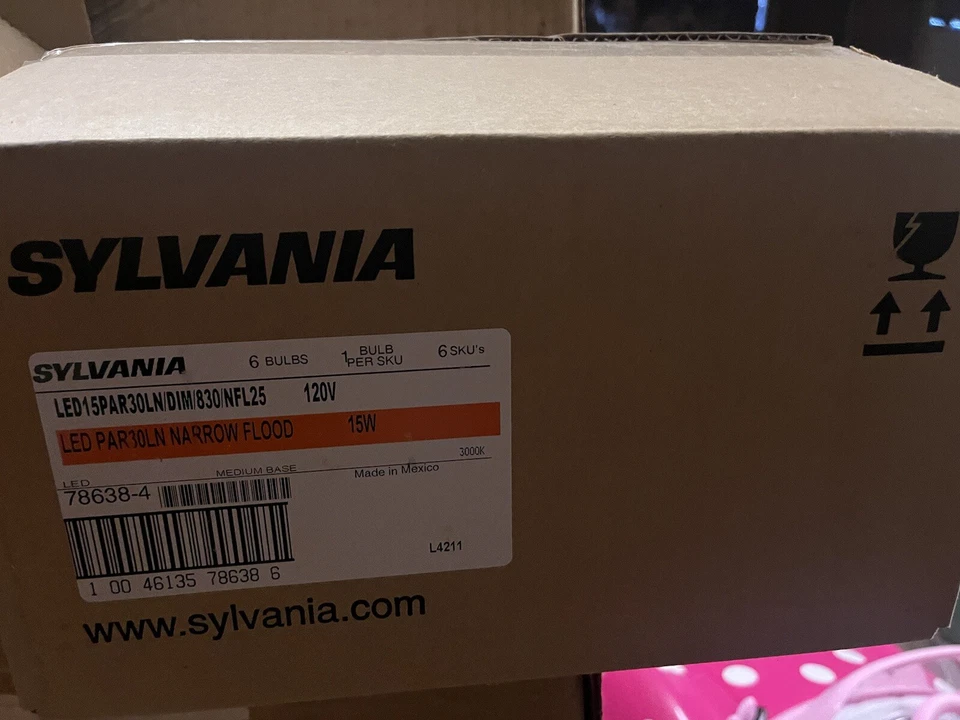 SYLVANIA
SYLVANIA 6 BULBS 1 BULB PER SKU 6 SKU's
LED15PAR30LN/DIM/830/NFL25 120V
LED PAR30LN NARROW FLOOD 15W
3000K
LED MEDIUM BASE Made in Mexico
78638-4
L4211
1 00 46135 78638 6
www.sylvania.com